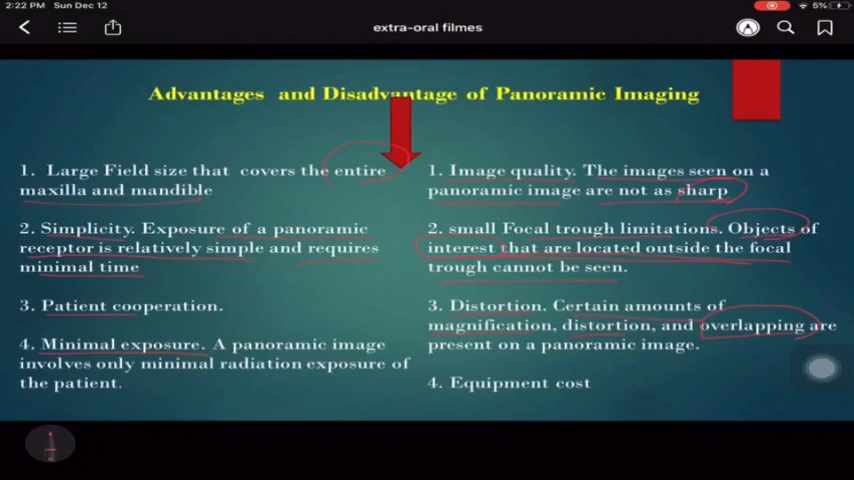 2:22 PM Sun Dec 12
5%
extra-oral filmes
Advantages and Disadvantage of Panoramic Imaging
1. Large Field size that covers the entire
maxilla and mandible
2. Simplicity. Exposure of a panoramic
receptor is relatively simple and requires
minimal time
3. Patient cooperation.
4. Minimal exposure. A panoramic image
involves only minimal radiation exposure of
the patient.
1. Image quality. The images seen on a
panoramic image are not as sharp
2. small Focal trough limitations. Objects of
interest that are located outside the focal
trough cannot be seen.
3. Distortion. Certain amounts of
magnification, distortion, and overlapping are
present on a panoramic image.
4. Equipment cost